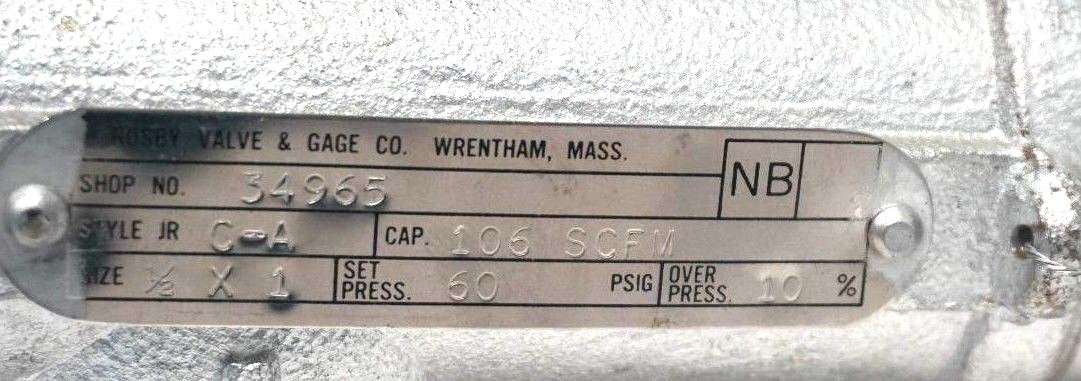 CROSBY VALVE & GAGE CO. WRENTHAM, MASS.
NB
SHOP NO. 34965
STYLE JR C-A CAP. 106 SCFM
SIZE ½ X 1 SET PRESS. 60 PSIG OVER PRESS. 10 %